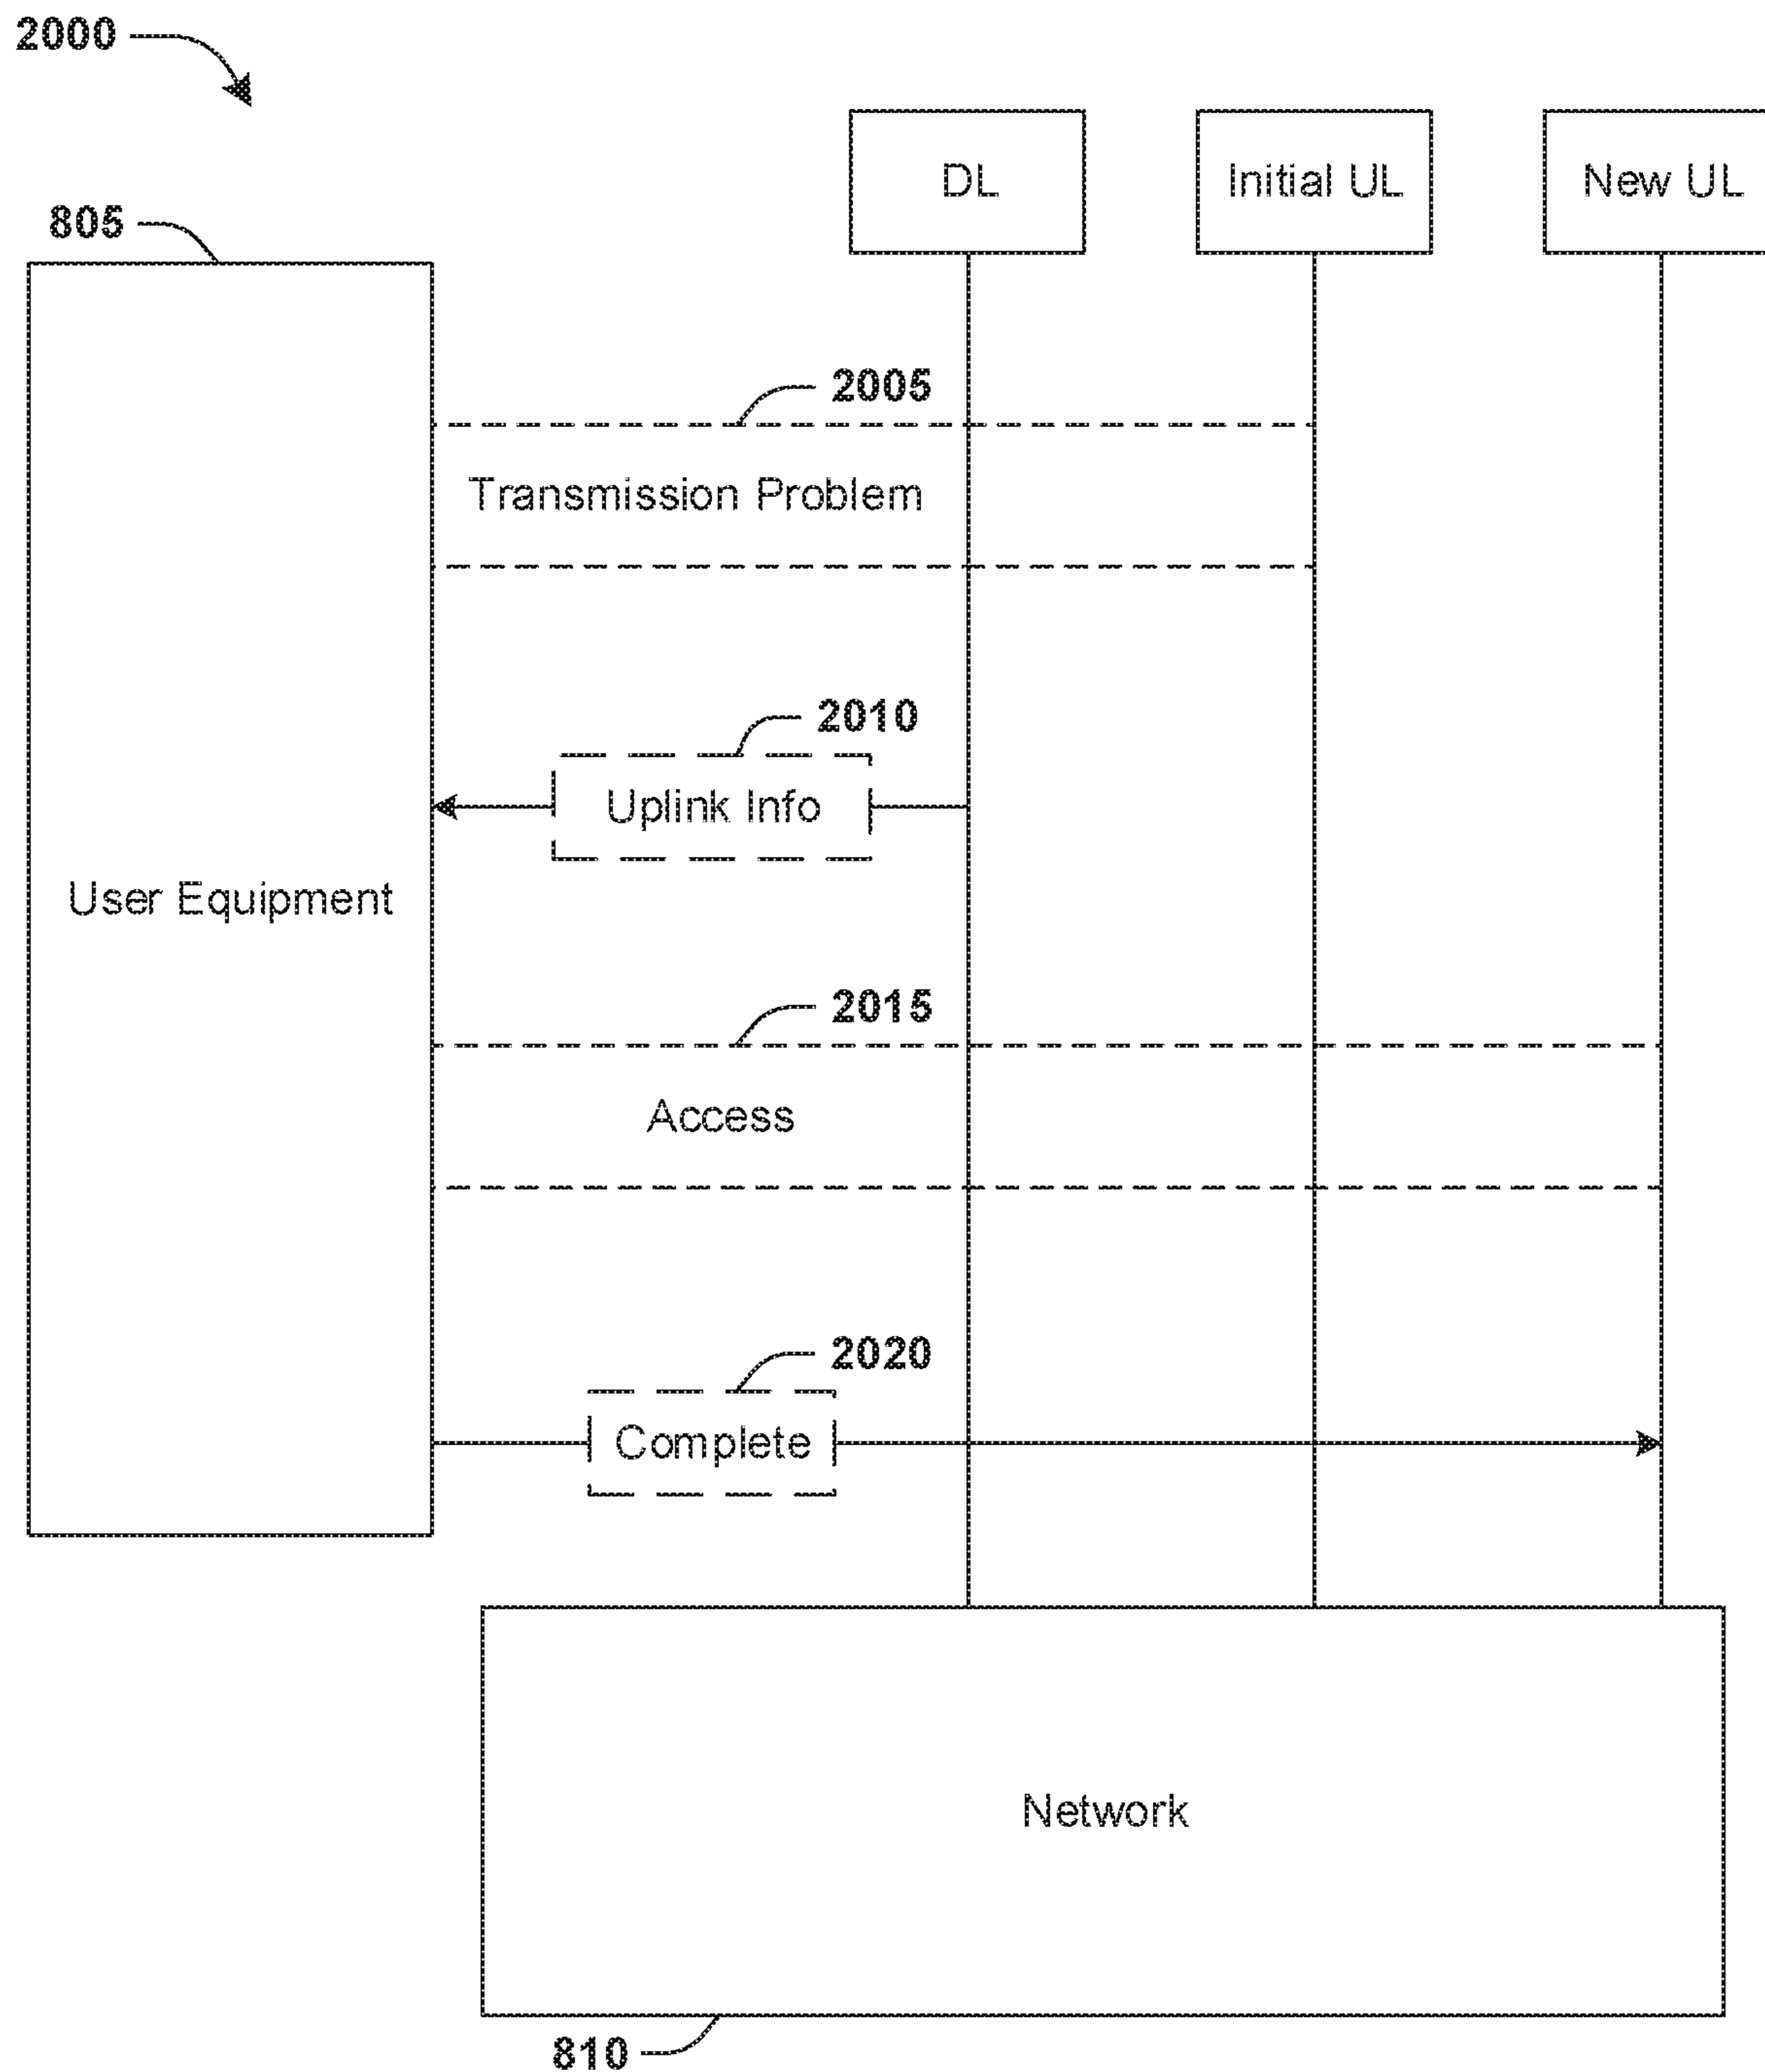 2000
DL
Initial UL
New UL
805
2005
Transmission Problem
2010
Uplink Info
User Equipment
2015
Access
2020
Complete
Network
810